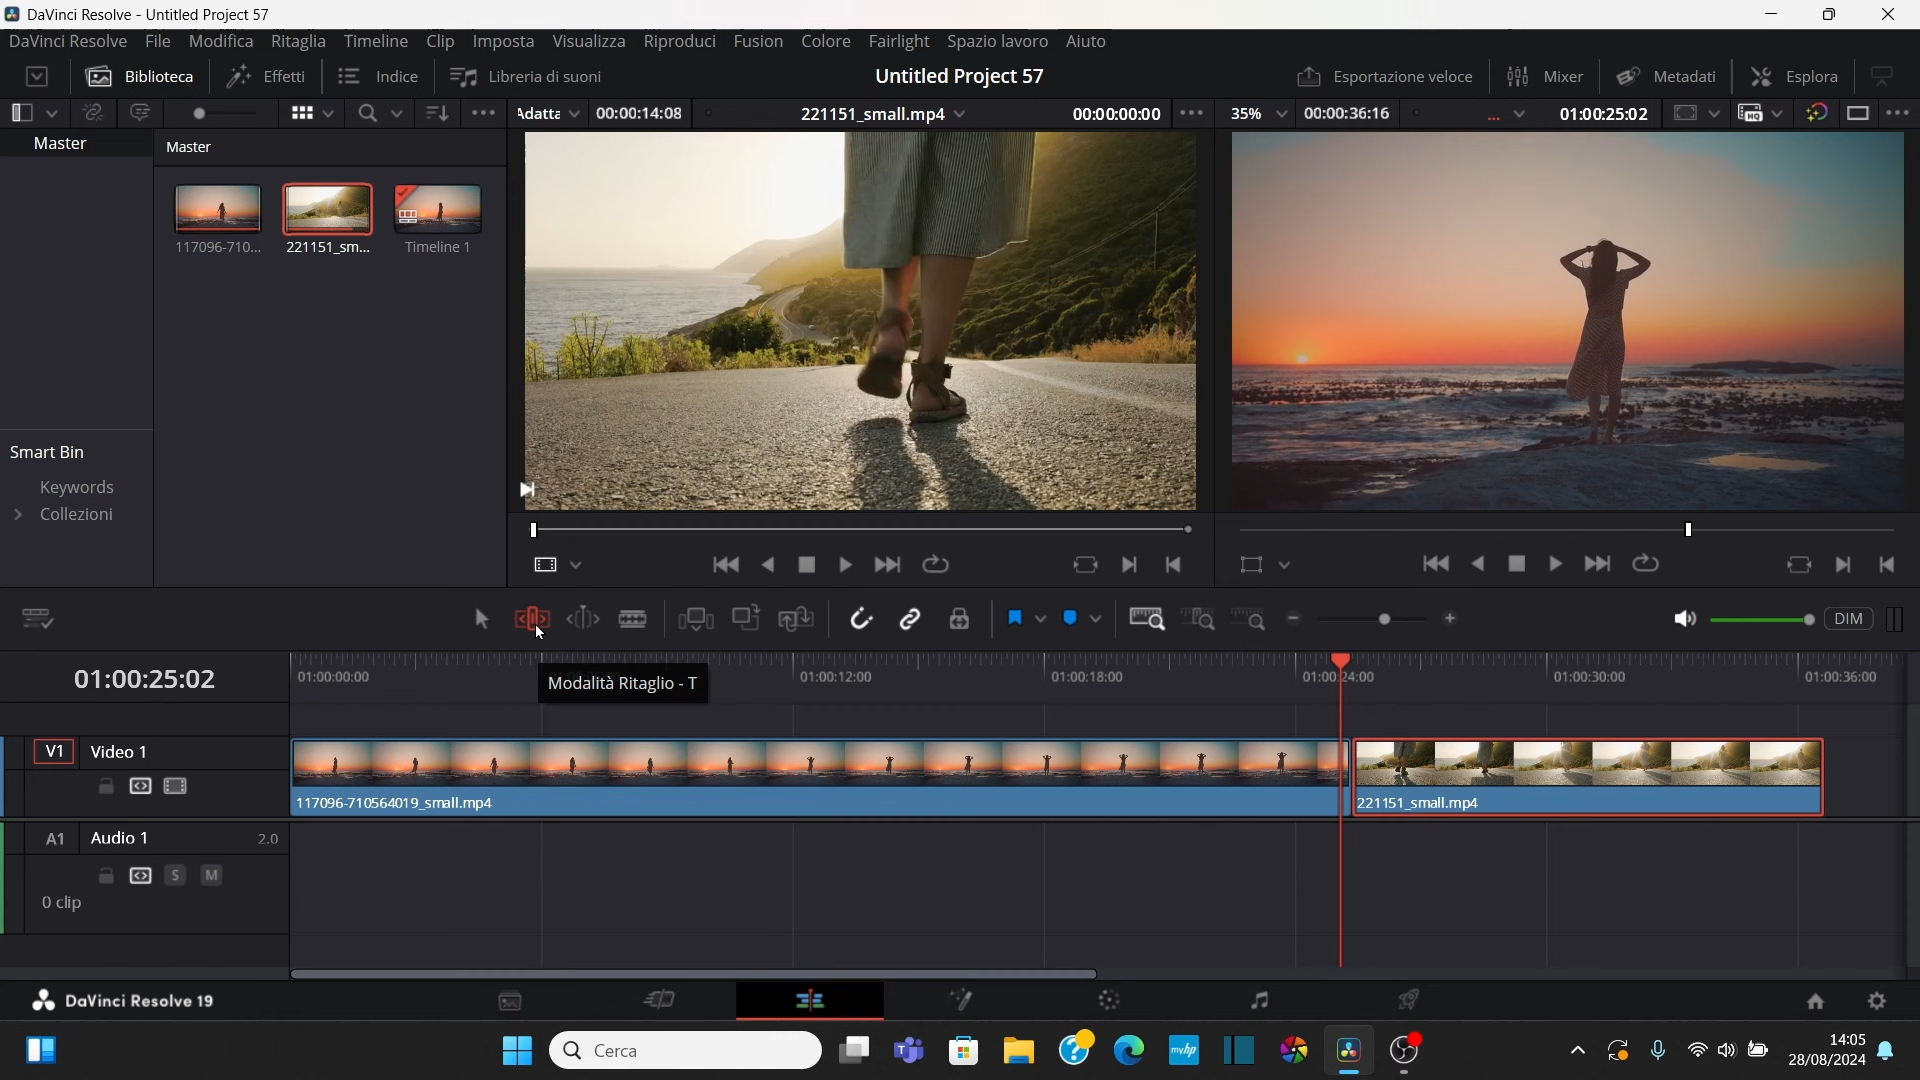 DaVinci Resolve - Untitled Project 57
DaVinci Resolve File Modifica Ritaglia Timeline Clip Imposta Visualizza Riproduci Fusion Colore Fairlight Spazio lavoro Aiuto
Biblioteca Effetti Indice Libreria di suoni Untitled Project 57 Esportazione veloce Mixer Metadati Esplora
Adatta 00:00:14:08 221151_small.mp4 00:00:00:00 35% 00:00:36:16 ... 01:00:25:02
Master Master
117096-710... 221151_sm... Timeline 1
Smart Bin
Keywords
Collezioni
DIM
01:00:25:02 01:00:00:00 01:00:12:00 01:00:18:00 01:00:24:00 01:00:30:00 01:00:36:00
Modalità Ritaglio - T
V1 Video 1
117096-710564019_small.mp4 221151_small.mp4
A1 Audio 1 2.0
S M
0 clip
DaVinci Resolve 19
Cerca
myhp
14:05
28/08/2024